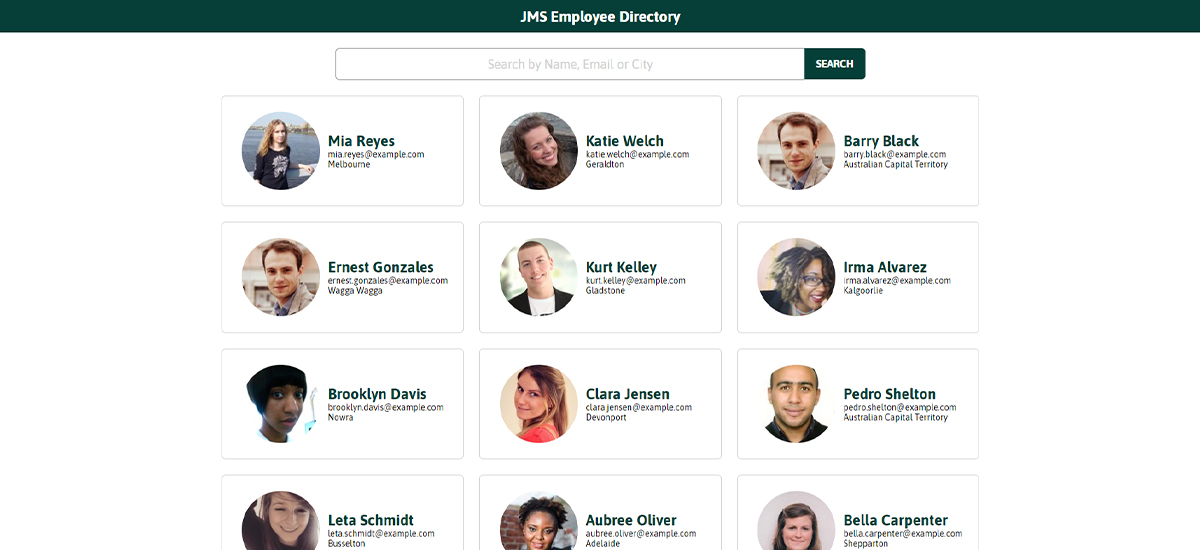 JMS Employee Directory
Search by Name, Email or City
SEARCH
Mia Reyes
mia.reyes@example.com
Melbourne
Katie Welch
katie.welch@example.com
Geraldton
Barry Black
barry.black@example.com
Australian Capital Territory
Ernest Gonzales
ernest.gonzales@example.com
Wagga Wagga
Kurt Kelley
kurt.kelley@example.com
Gladstone
Irma Alvarez
irma.alvarez@example.com
Kalgoorlie
Brooklyn Davis
brooklyn.davis@example.com
Nowra
Clara Jensen
clara.jensen@example.com
Devonport
Pedro Shelton
pedro.shelton@example.com
Australian Capital Territory
Leta Schmidt
leta.schmidt@example.com
Busselton
Aubree Oliver
aubree.oliver@example.com
Adelaide
Bella Carpenter
bella.carpenter@example.com
Shepparton